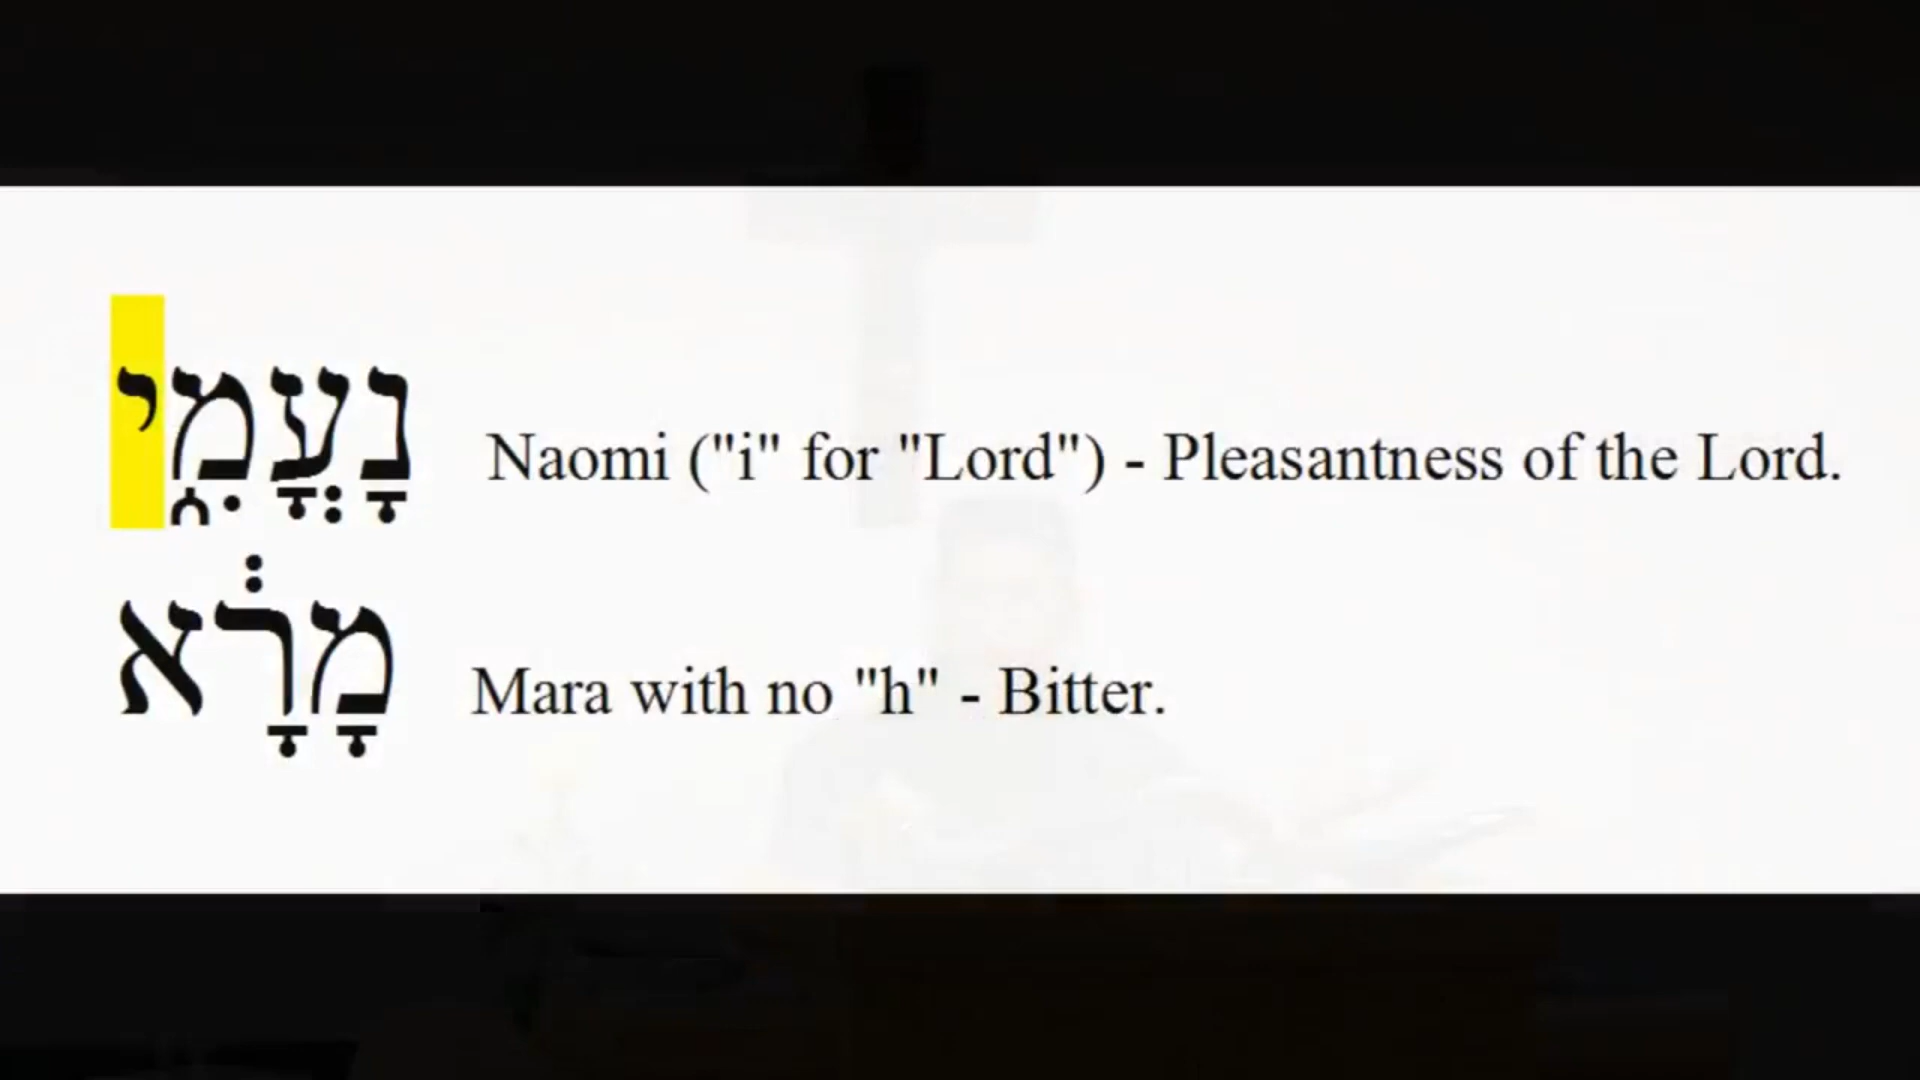 נָעֳמִ֑י Naomi ("i" for "Lord") - Pleasantness of the Lord.
מָרָ֔א Mara with no "h" - Bitter.